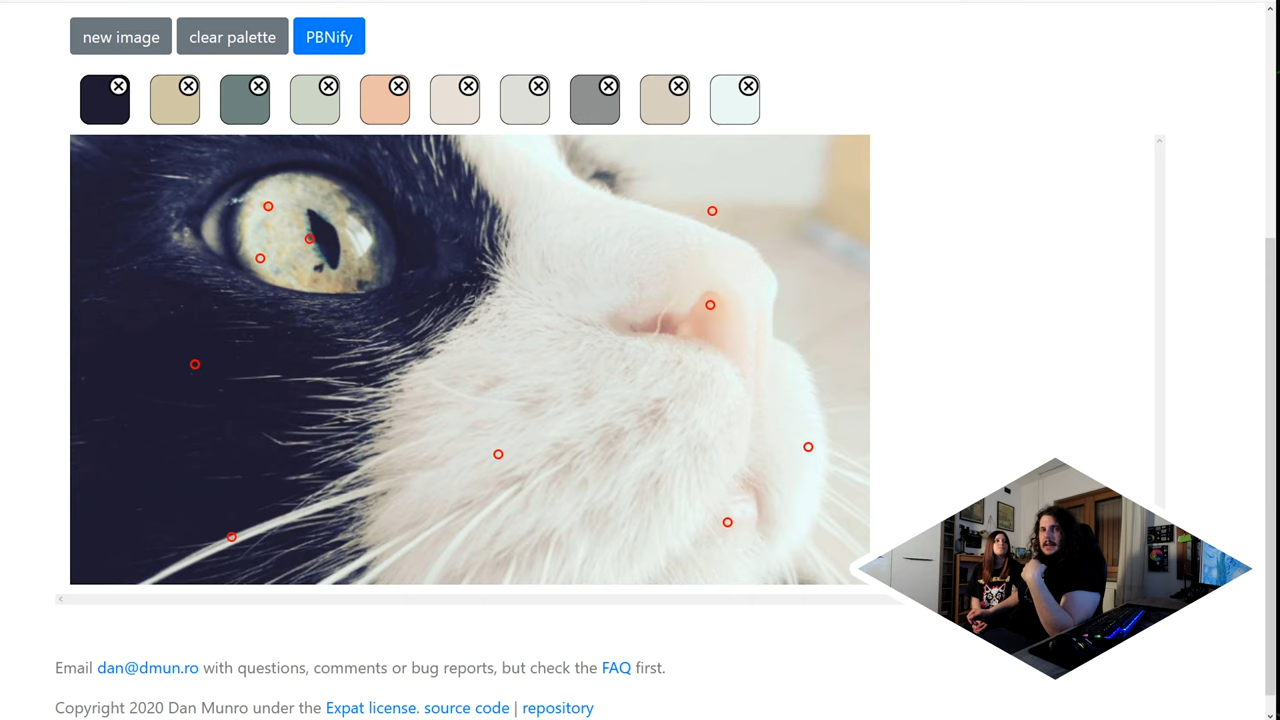 new image
clear palette
PBNify
Email dan@dmun.ro with questions, comments or bug reports, but check the FAQ first.
Copyright 2020 Dan Munro under the Expat license. source code | repository